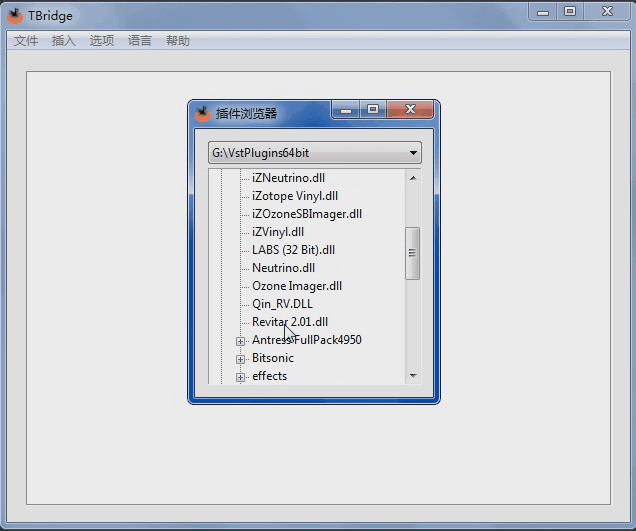 TBridge
文件 插入 选项 语言 帮助
插件浏览器
G:\VstPlugins64bit
iZNeutrino.dll
iZotope Vinyl.dll
iZOzoneSBImager.dll
iZVinyl.dll
LABS (32 Bit).dll
Neutrino.dll
Ozone Imager.dll
Qin_RV.DLL
Revitar 2.01.dll
Antress FullPack4950
Bitsonic
effects